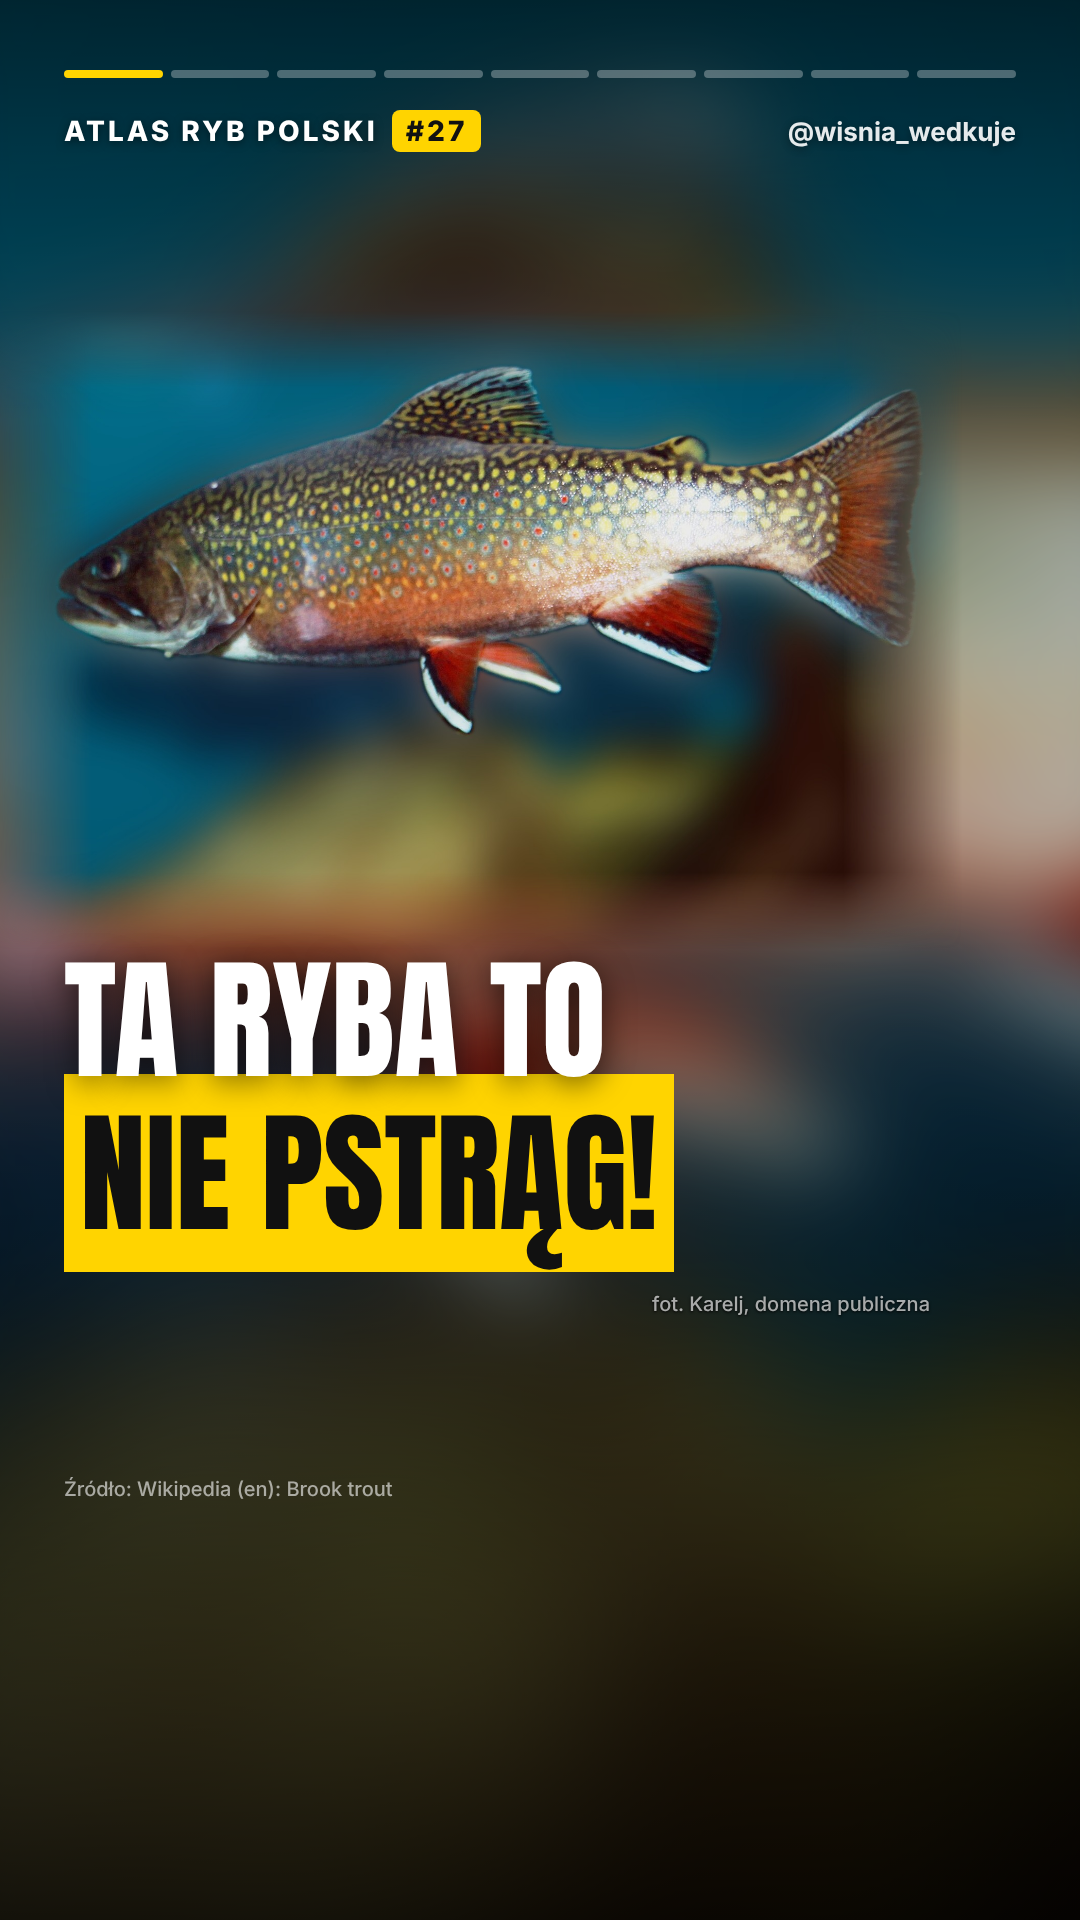 ATLAS RYB POLSKI #27
@wisnia_wedkuje
TA RYBA TO
NIE PSTRĄG!
fot. Karelj, domena publiczna
Źródło: Wikipedia (en): Brook trout